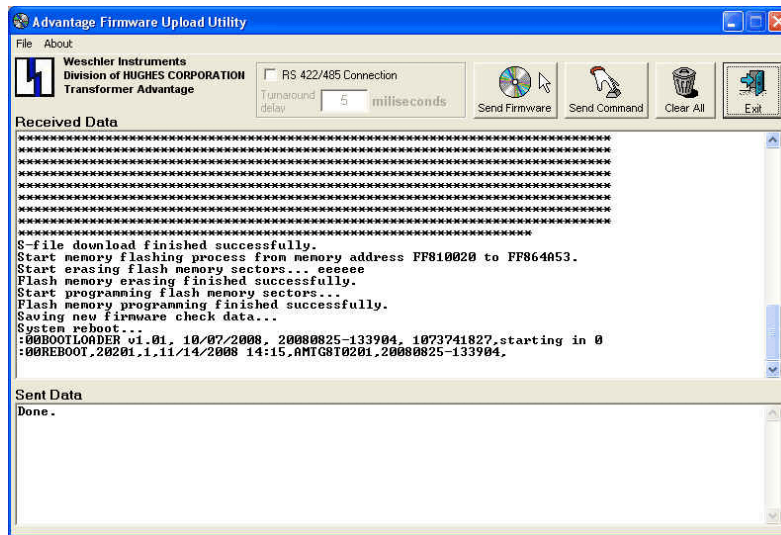 Advantage Firmware Upload Utility
File About
Weschler Instruments
Division of HUGHES CORPORATION
Transformer Advantage
RS 422/485 Connection
Turnaround delay 5 miliseconds
Send Firmware
Send Command
Clear All
Exit
Received Data
**************************************************************************************
**************************************************************************************
**************************************************************************************
**************************************************************************************
**************************************************************************************
**************************************************************************************
**************************************************************************************
**************************************************************************************
***************************************************************************
S-file download finished successfully.
Start memory flashing process from memory address FF810020 to FF864A53.
Start erasing flash memory sectors... eeeeee
Flash memory erasing finished successfully.
Start programming flash memory sectors...
Flash memory programming finished successfully.
Saving new firmware check data...
System reboot...
:00BOOTLOADER v1.01, 10/07/2008, 20080825-133904, 1073741827,starting in 0
:00REBOOT,20201,1,11/14/2008 14:15,AMTG8T0201,20080825-133904,
Sent Data
Done.